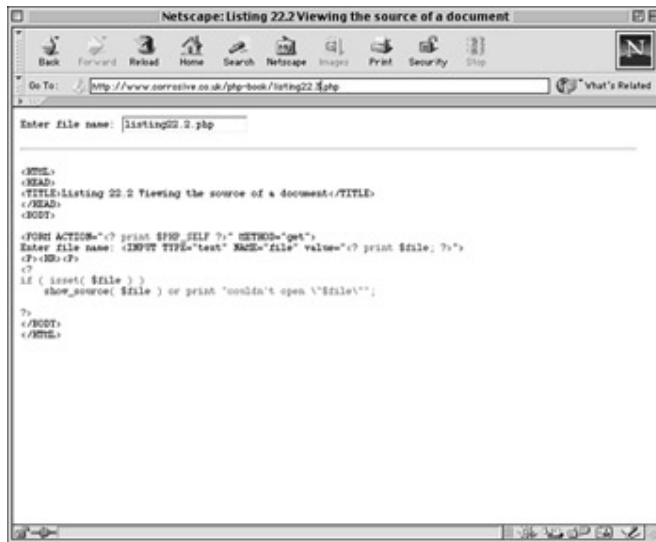 Netscape: Listing 22.2 Viewing the source of a document
Back Forward Reload Home Search Netscape Images Print Security Stop
N
Go To: http://www.corrosive.co.uk/php-book/listing22.2.php What's Related
Enter file name: listing22.2.php
<HTML>
<HEAD>
<TITLE>Listing 22.2 Viewing the source of a document</TITLE>
</HEAD>
<BODY>
<FORM ACTION="<? print $PHP_SELF ?>" METHOD="get">
Enter file name: <INPUT TYPE="text" NAME="file" value="<? print $file; ?>">
<P><HR><P>
<?
if ( isset( $file ) )
show_source( $file ) or print "couldn't open \"$file\"";
?>
</BODY>
</HTML>